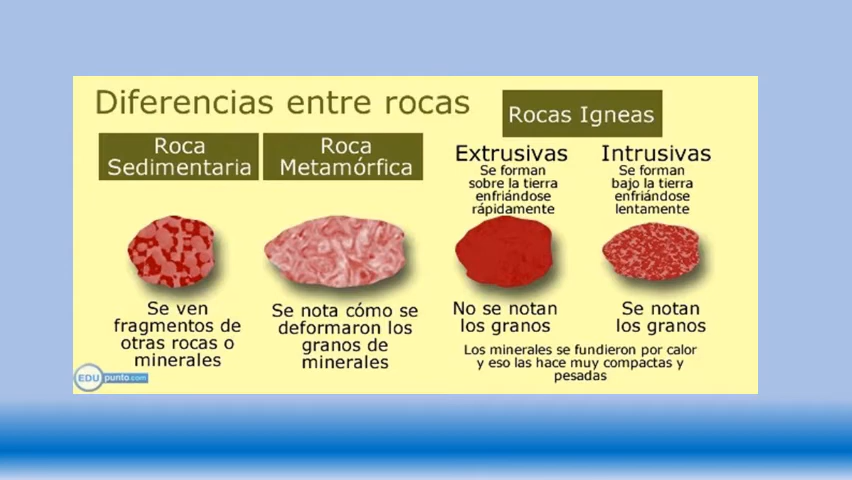 Diferencias entre rocas
Rocas Igneas
Roca
Sedimentaria
Roca
Metamórfica
Extrusivas
Se forman
sobre la tierra
enfriándose
rápidamente
Intrusivas
Se forman
bajo la tierra
enfriándose
lentamente
Se ven
fragmentos de
otras rocas o
minerales
Se nota cómo se
deformaron los
granos de
minerales
No se notan
los granos
Se notan
los granos
Los minerales se fundieron por calor
y eso las hace muy compactas y
pesadas
EDU punto.com